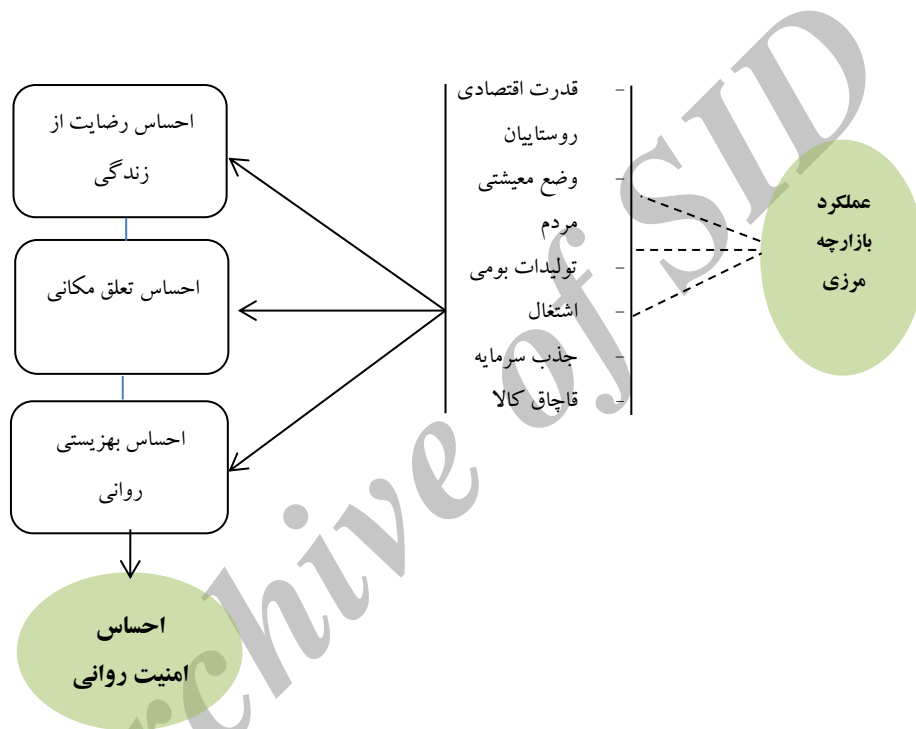 عملکرد
بازارچه
مرزی
- قدرت اقتصادی
روستاییان
- وضع معیشتی
مردم
- تولیدات بومی
- اشتغال
- جذب سرمایه
- قاچاق کالا
احساس رضایت از
زندگی
احساس تعلق مکانی
احساس بهزیستی
روانی
احساس
امنیت روانی
Archive of SID